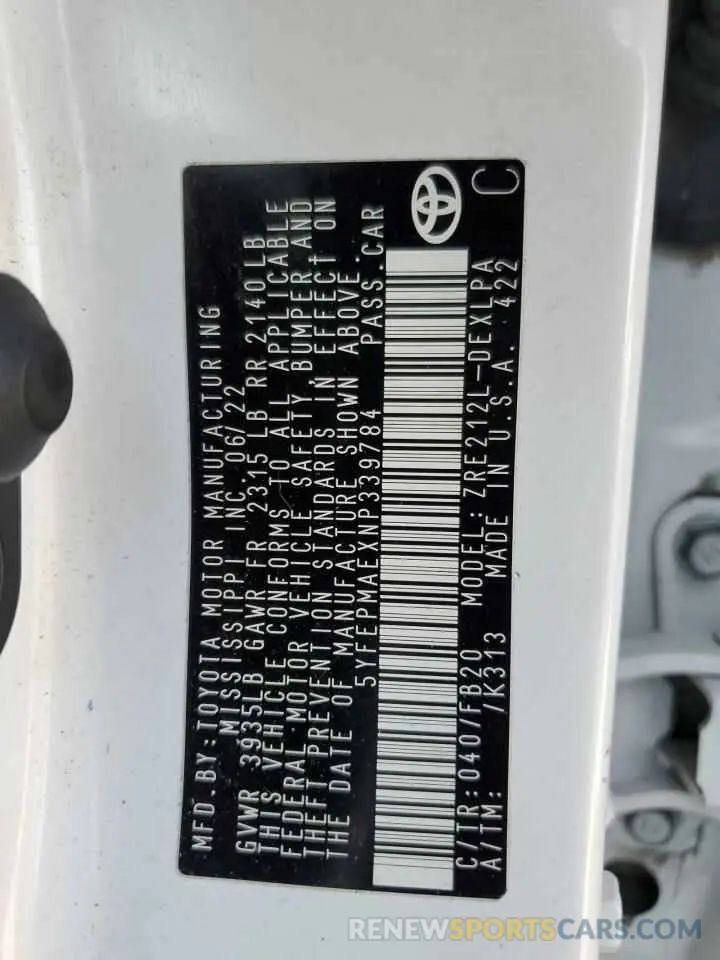 MFD.BY:TOYOTA MOTOR MANUFACTURING
MISSISSIPPI INC. 06/22
GVWR 3935LB GAWR FR 2315 LB RR 2140 LB
THIS VEHICLE CONFORMS TO ALL APPLICABLE
FEDERAL MOTOR VEHICLE SAFETY, BUMPER AND
THEFT PREVENTION STANDARDS IN EFFECT ON
THE DATE OF MANUFACTURE SHOWN ABOVE.
5YFEPMAEXNP339784 PASS.CAR
C/TR:040/FB20 MODEL:ZRE212L-DEXLPA
A/TM: /K313 MADE IN U.S.A. 422 C
RENEWSPORTSCARS.COM